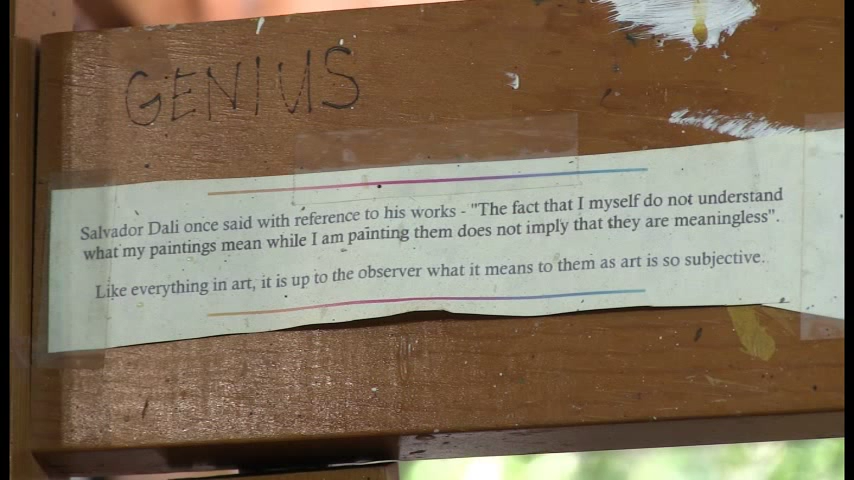 GENIUS
Salvador Dali once said with reference to his works - "The fact that I myself do not understand
what my paintings mean while I am painting them does not imply that they are meaningless".
Like everything in art, it is up to the observer what it means to them as art is so subjective.